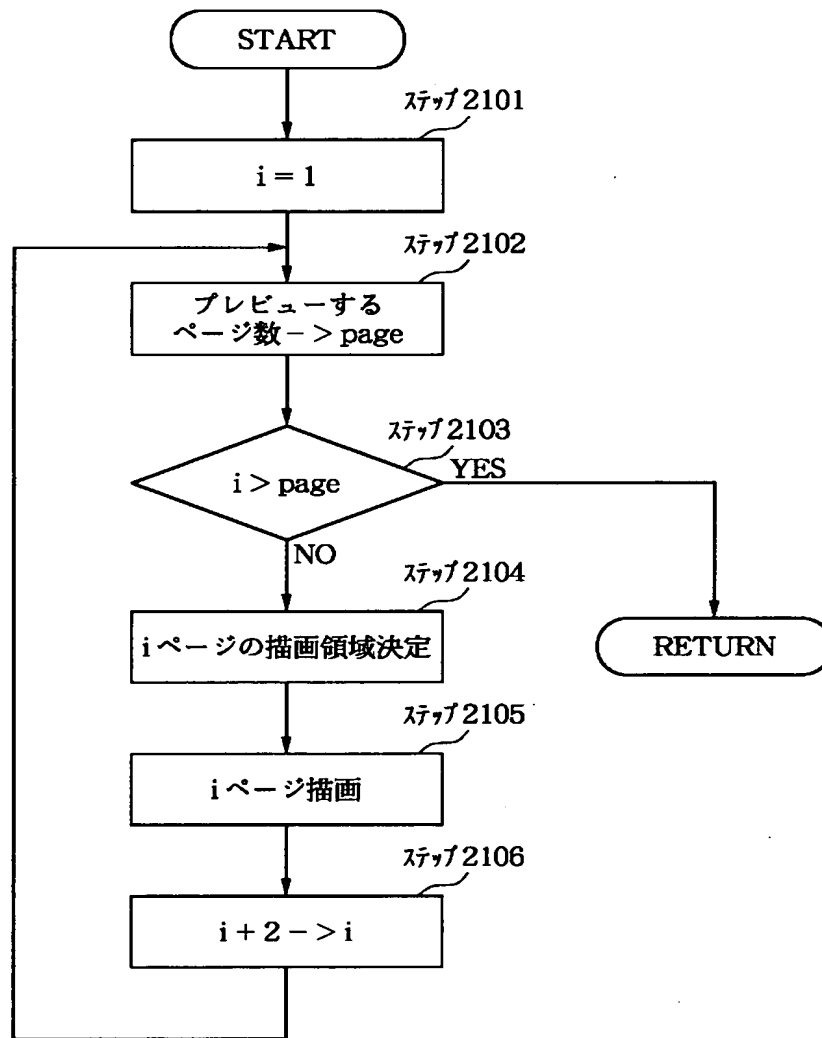 START
ステップ2101
i = 1
ステップ2102
プレビューする
ページ数－> page
ステップ2103
i > page
YES
NO
ステップ2104
iページの描画領域決定
RETURN
ステップ2105
iページ描画
ステップ2106
i + 2 －> i